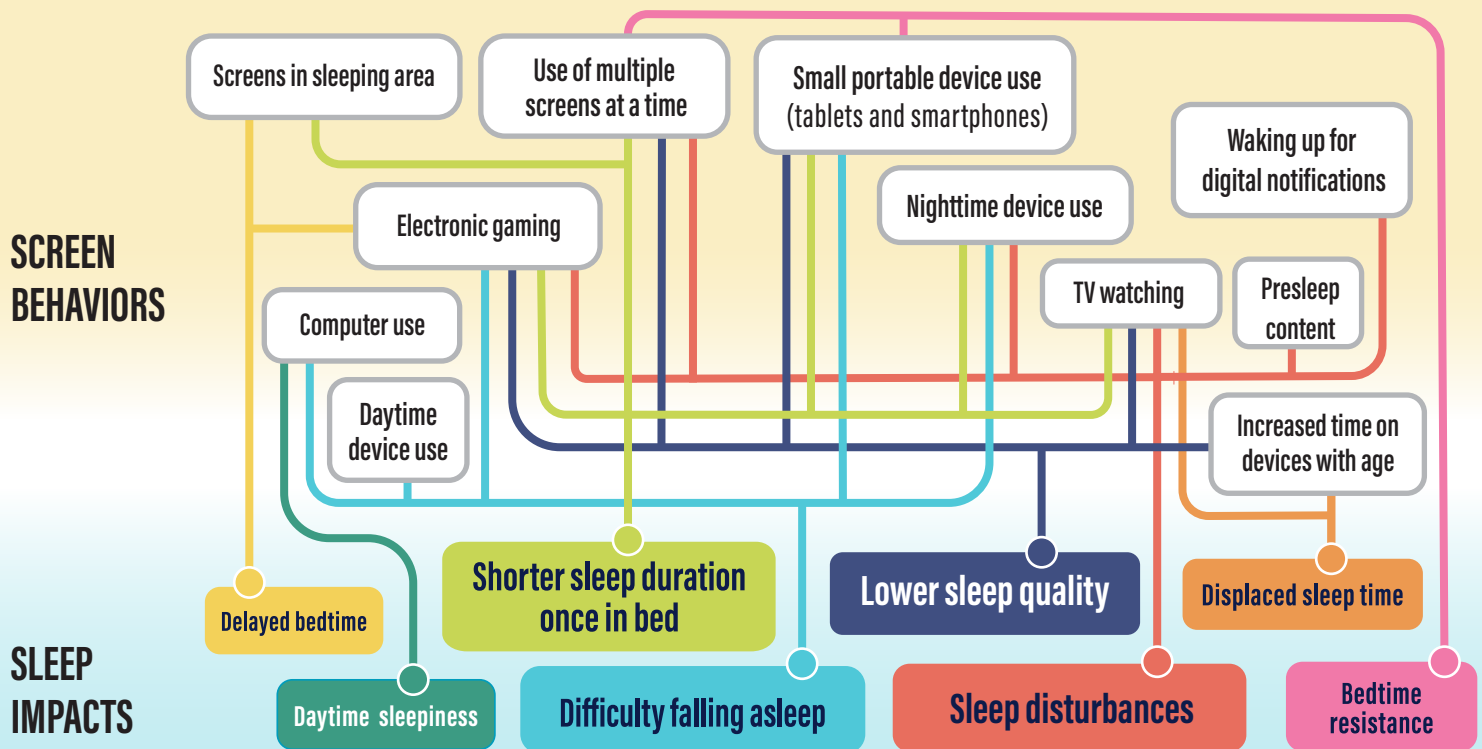 Screens in sleeping area
Use of multiple
screens at a time
Small portable device use
(tablets and smartphones)
Waking up for
digital notifications
Electronic gaming
Nighttime device use
SCREEN
BEHAVIORS
TV watching
Presleep
content
Computer use
Daytime
device use
Increased time on
devices with age
Shorter sleep duration
once in bed
Lower sleep quality
Displaced sleep time
Delayed bedtime
SLEEP
IMPACTS
Daytime sleepiness
Difficulty falling asleep
Sleep disturbances
Bedtime
resistance